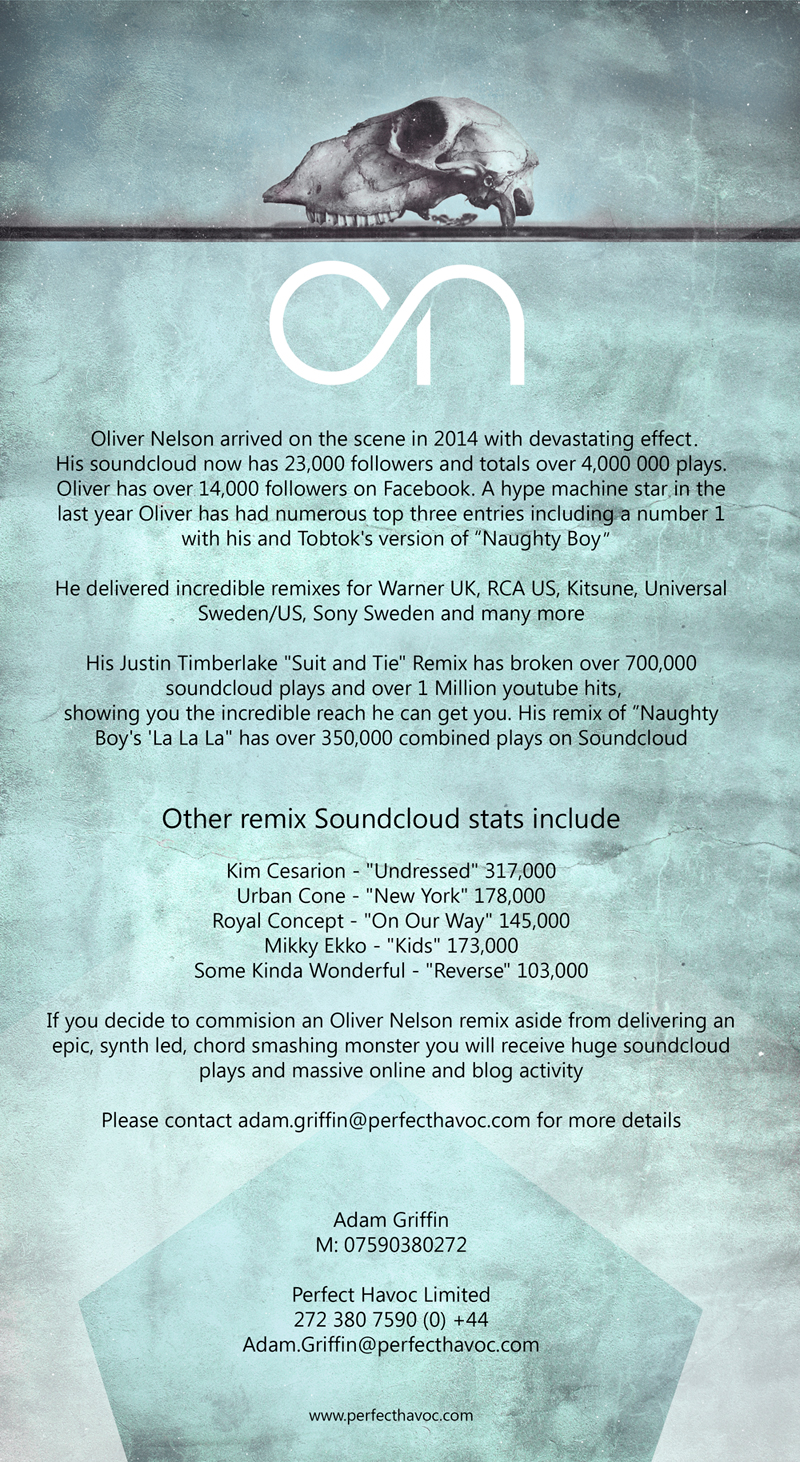 on
Oliver Nelson arrived on the scene in 2014 with devastating effect.
His soundcloud now has 23,000 followers and totals over 4,000 000 plays.
Oliver has over 14,000 followers on Facebook. A hype machine star in the
last year Oliver has had numerous top three entries including a number 1
with his and Tobtok's version of “Naughty Boy”
He delivered incredible remixes for Warner UK, RCA US, Kitsune, Universal
Sweden/US, Sony Sweden and many more
His Justin Timberlake "Suit and Tie" Remix has broken over 700,000
soundcloud plays and over 1 Million youtube hits,
showing you the incredible reach he can get you. His remix of “Naughty
Boy's 'La La La" has over 350,000 combined plays on Soundcloud
Other remix Soundcloud stats include
Kim Cesarion - "Undressed" 317,000
Urban Cone - "New York" 178,000
Royal Concept - "On Our Way" 145,000
Mikky Ekko - "Kids" 173,000
Some Kinda Wonderful - "Reverse" 103,000
If you decide to commision an Oliver Nelson remix aside from delivering an
epic, synth led, chord smashing monster you will receive huge soundcloud
plays and massive online and blog activity
Please contact adam.griffin@perfecthavoc.com for more details
Adam Griffin
M: 07590380272
Perfect Havoc Limited
272 380 7590 (0) +44
Adam.Griffin@perfecthavoc.com
www.perfecthavoc.com